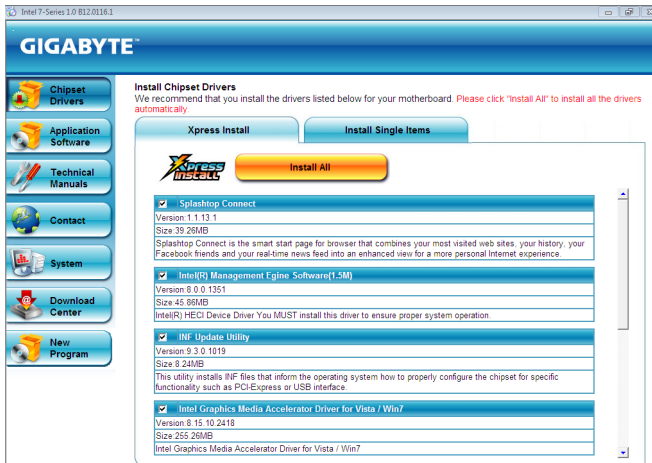 Intel 7-Series 1.0 B12.0116.1
GIGABYTE™
Chipset
Drivers
Application
Software
Technical
Manuals
Contact
System
Download
Center
New
Program
Install Chipset Drivers
We recommend that you install the drivers listed below for your motherboard. Please click "Install All" to install all the drivers
automatically.
Xpress Install
Install Single Items
Xpress
Install
Install All
Splashtop Connect
Version:1.1.13.1
Size:39.26MB
Splashtop Connect is the smart start page for browser that combines your most visited web sites, your history, your
Facebook friends and your real-time news feed into an enhanced view for a more personal Internet experience.
Intel(R) Management Egine Software(1.5M)
Version:8.0.0.1351
Size:45.86MB
Intel(R) HECI Device Driver You MUST install this driver to ensure proper system operation.
INF Update Utility
Version:9.3.0.1019
Size:8.24MB
This utility installs INF files that inform the operating system how to properly configure the chipset for specific
functionality such as PCI-Express or USB interface.
Intel Graphics Media Accelerator Driver for Vista / Win7
Version:8.15.10.2418
Size:255.26MB
Intel Graphics Media Accelerator Driver for Vista / Win7